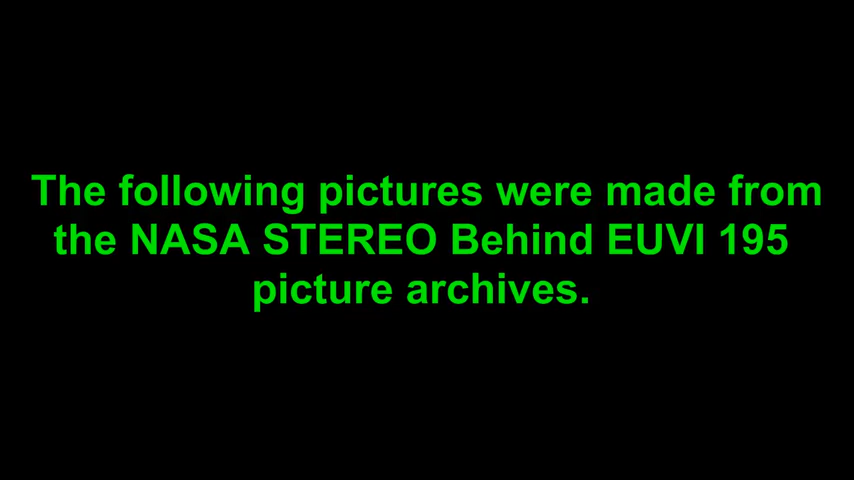 The following pictures were made from
the NASA STEREO Behind EUVI 195
picture archives.